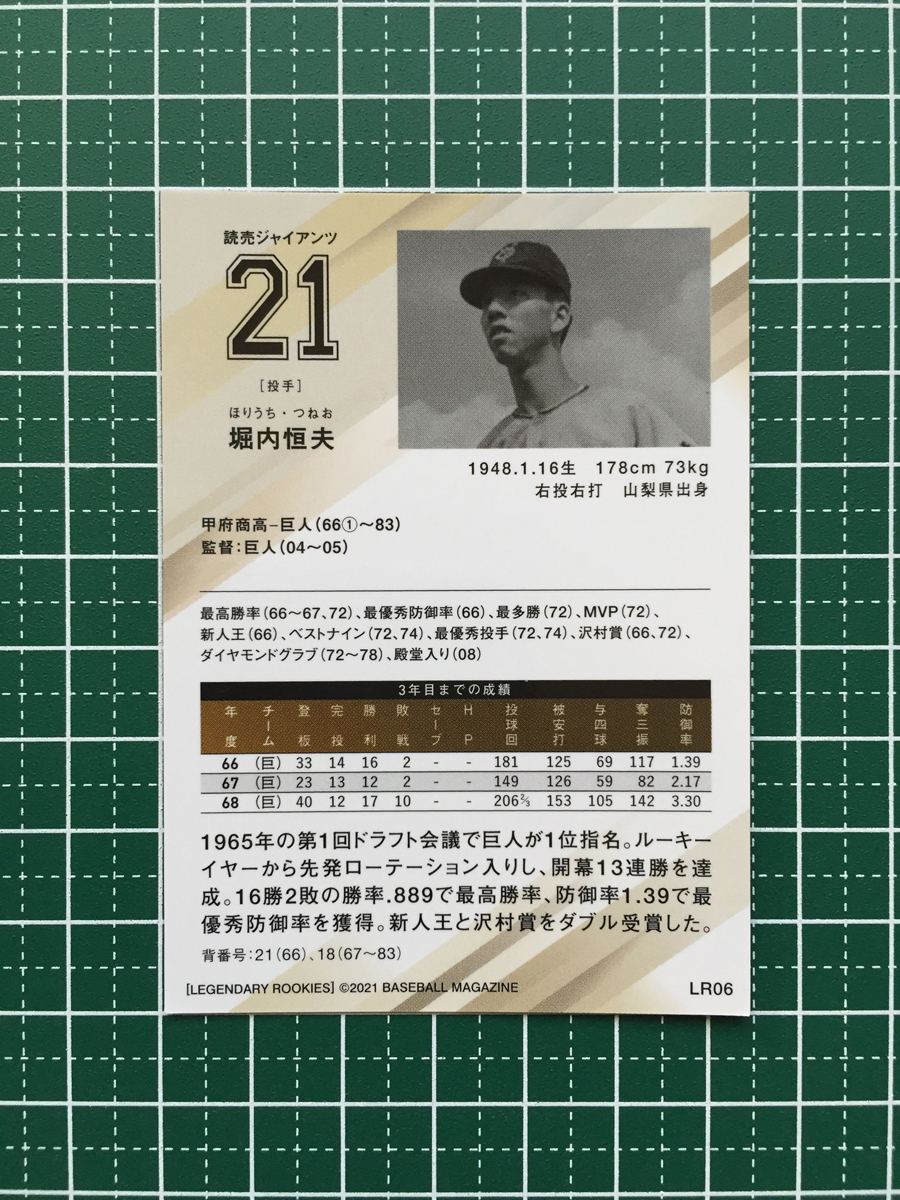 読売ジャイアンツ
21
[投手]
ほりうち・つねお
堀内恒夫
1948.1.16生　178cm 73kg
右投右打　山梨県出身
甲府商高−巨人(66①〜83)
監督:巨人(04〜05)
最高勝率(66〜67、72)、最優秀防御率(66)、最多勝(72)、MVP(72)、
新人王(66)、ベストナイン(72、74)、最優秀投手(72、74)、沢村賞(66、72)、
ダイヤモンドグラブ(72〜78)、殿堂入り(08)
3年目までの成績
年度 チーム 登板 完投 勝利 敗戦 セーブ HP 投球回 被安打 与四球 奪三振 防御率
66 (巨) 33 14 16 2 - - 181 125 69 117 1.39
67 (巨) 23 13 12 2 - - 149 126 59 82 2.17
68 (巨) 40 12 17 10 - - 206⅔ 153 105 142 3.30
1965年の第1回ドラフト会議で巨人が1位指名。ルーキー
イヤーから先発ローテーション入りし、開幕13連勝を達
成。16勝2敗の勝率.889で最高勝率、防御率1.39で最
優秀防御率を獲得。新人王と沢村賞をダブル受賞した。
背番号:21(66)、18(67〜83)
[LEGENDARY ROOKIES] ©2021 BASEBALL MAGAZINE
LR06